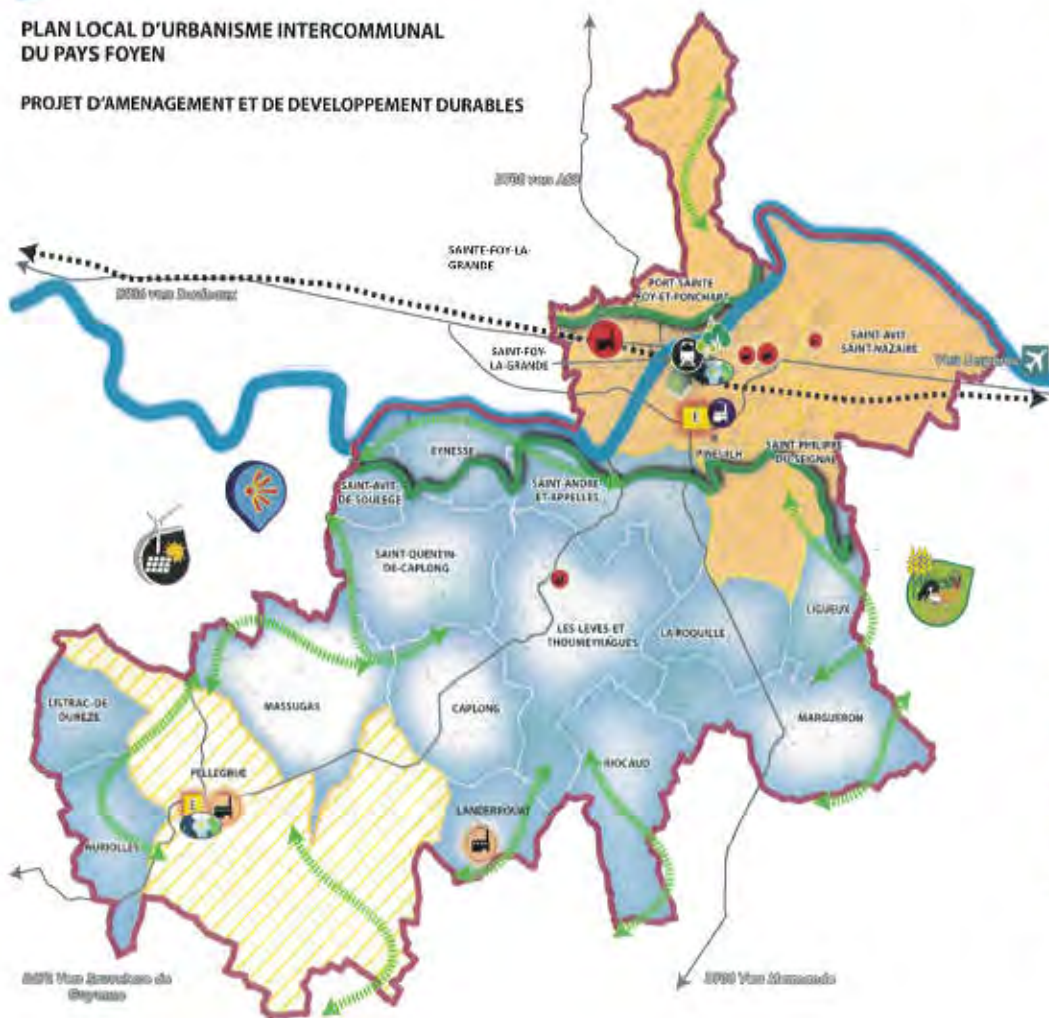 PLAN LOCAL D'URBANISME INTERCOMMUNAL
DU PAYS FOYEN
PROJET D'AMENAGEMENT ET DE DEVELOPPEMENT DURABLES
SAINTE-FOY-LA-
GRANDE
PORT-SAINTE
FOY-ET-PONCHAPT
SAINT-FOY-
LA-GRANDE
SAINT-AVIT
SAINT-NAZAIRE
EYNESSE
PINEUILH
SAINT PHILIPPE
DU-SEIGNAL
SAINT-AVIT-
DE-SOULEGE
SAINT-ANDRE-
ET-APPELLES
SAINT-QUENTIN-
DE-CAPLONG
LES-LEVES-ET
THOUMEYRAGUES
LA ROQUILLE
LIGUEUX
LISTRAC-DE
DUREZE
MASSUGAS
CAPLONG
MARGUERON
PELLEGRUE
RIOCAUD
LANDERROUAT
AURIOLLES